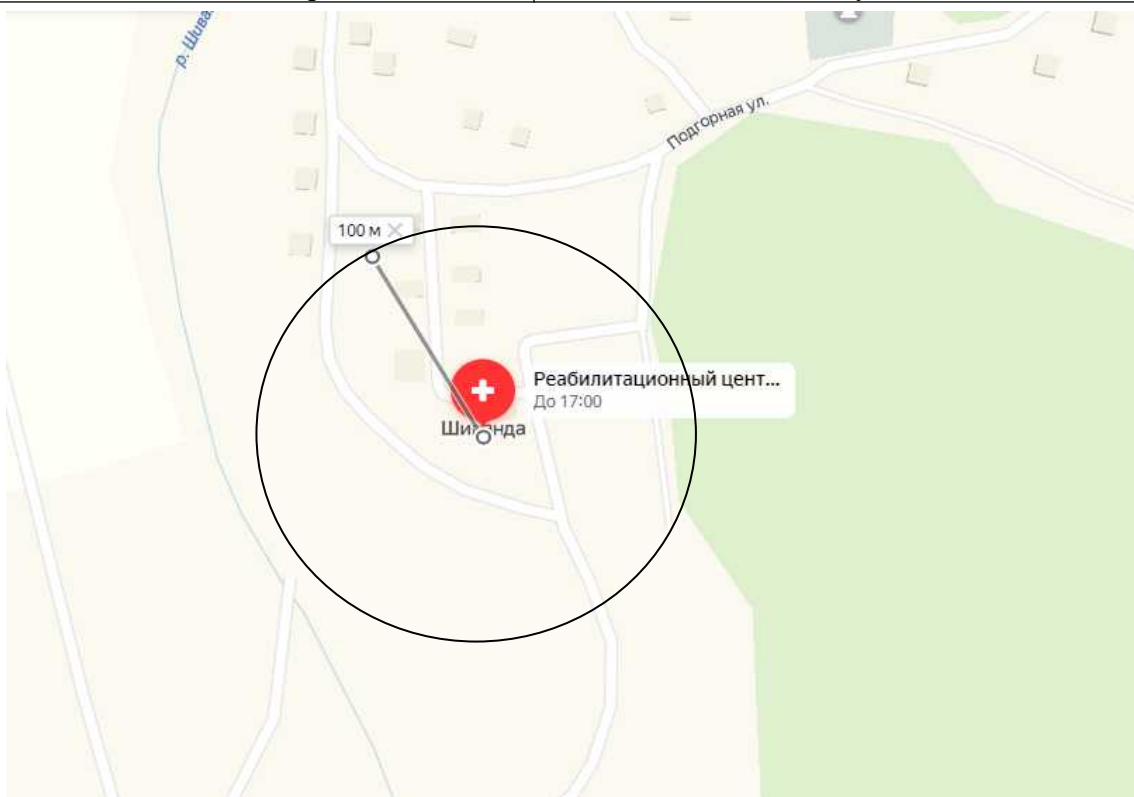 р. Шива
Подгорная ул.
100 м
Реабилитационный цент...
До 17:00